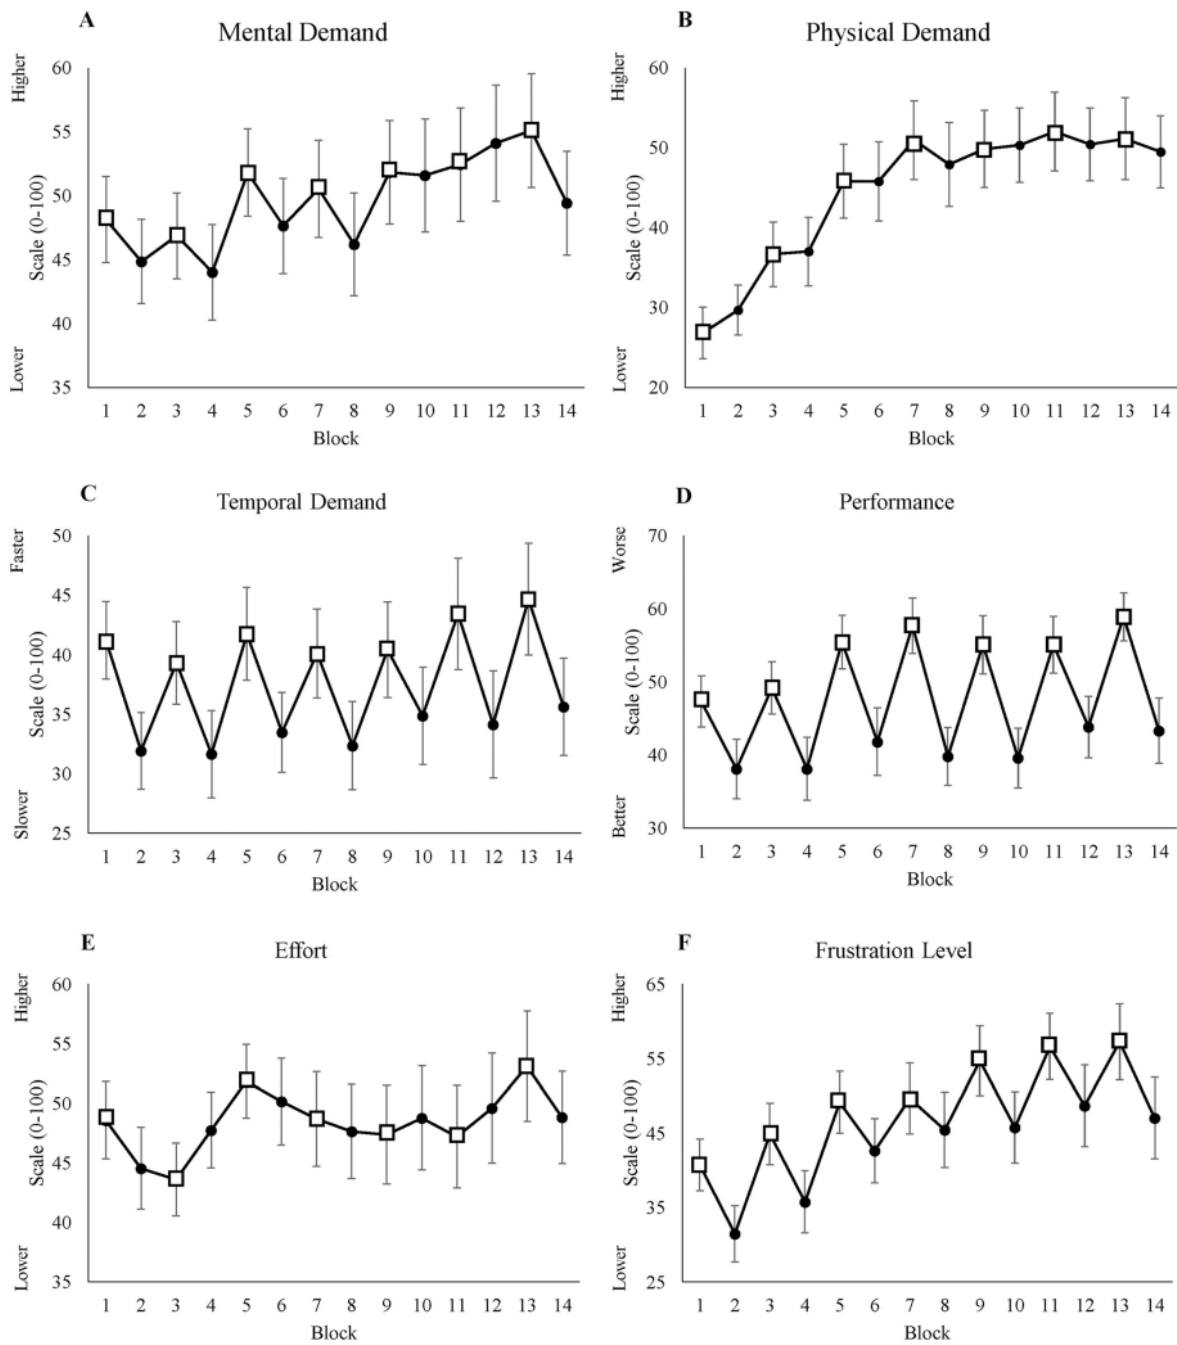 A
Mental Demand
Higher
Scale (0-100)
Lower
60
55
50
45
40
35
1 2 3 4 5 6 7 8 9 10 11 12 13 14
Block
B
Physical Demand
Higher
Scale (0-100)
Lower
60
50
40
30
20
1 2 3 4 5 6 7 8 9 10 11 12 13 14
Block
C
Temporal Demand
Faster
Scale (0-100)
Slower
50
45
40
35
30
25
1 2 3 4 5 6 7 8 9 10 11 12 13 14
Block
D
Performance
Worse
Scale (0-100)
Better
70
60
50
40
30
1 2 3 4 5 6 7 8 9 10 11 12 13 14
Block
E
Effort
Higher
Scale (0-100)
Lower
60
55
50
45
40
35
1 2 3 4 5 6 7 8 9 10 11 12 13 14
Block
F
Frustration Level
Higher
Scale (0-100)
Lower
65
55
45
35
25
1 2 3 4 5 6 7 8 9 10 11 12 13 14
Block